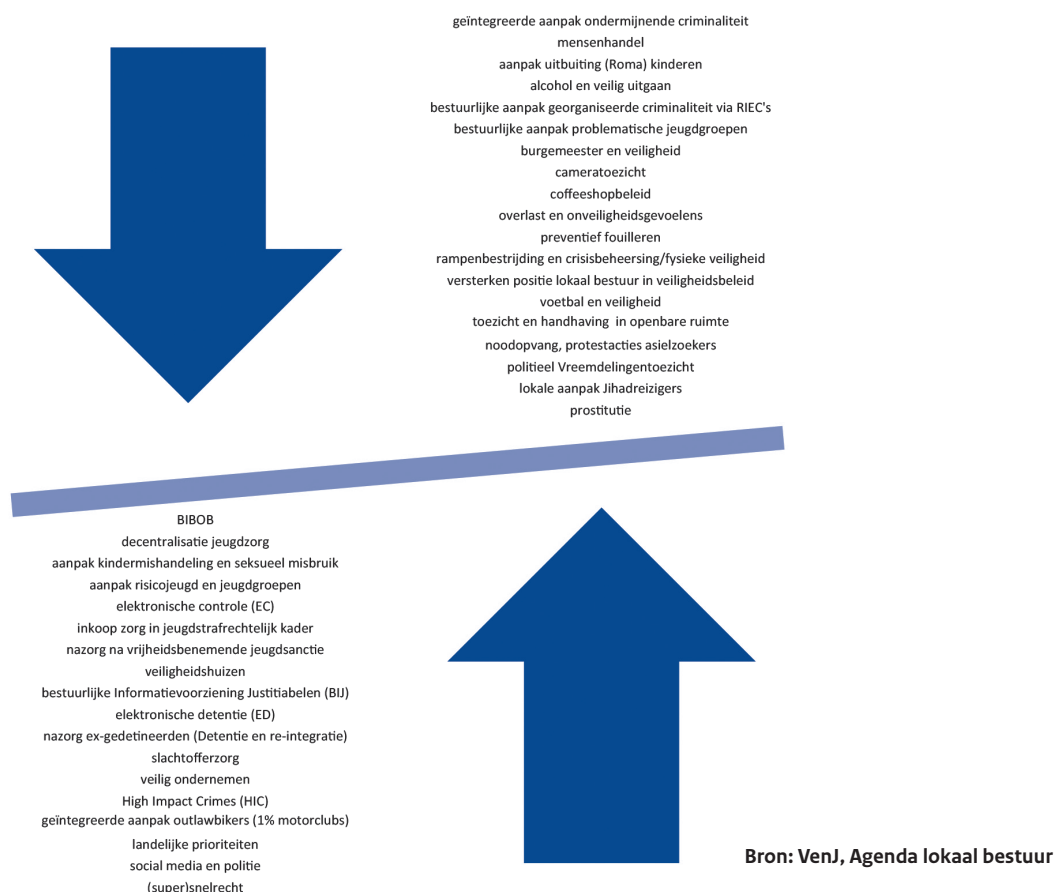 geïntegreerde aanpak ondermijnende criminaliteit
mensenhandel
aanpak uitbuiting (Roma) kinderen
alcohol en veilig uitgaan
bestuurlijke aanpak georganiseerde criminaliteit via RIEC's
bestuurlijke aanpak problematische jeugdgroepen
burgemeester en veiligheid
cameratoezicht
coffeeshopbeleid
overlast en onveiligheidsgevoelens
preventief fouilleren
rampenbestrijding en crisisbeheersing/fysieke veiligheid
versterken positie lokaal bestuur in veiligheidsbeleid
voetbal en veiligheid
toezicht en handhaving in openbare ruimte
noodopvang, protestacties asielzoekers
politieel Vreemdelingentoezicht
lokale aanpak Jihadreizigers
prostitutie
BIBOB
decentralisatie jeugdzorg
aanpak kindermishandeling en seksueel misbruik
aanpak risicojeugd en jeugdgroepen
elektronische controle (EC)
inkoop zorg in jeugdstrafrechtelijk kader
nazorg na vrijheidsbenemende jeugdsanctie
veiligheidshuizen
bestuurlijke Informatievoorziening Justitiabelen (BIJ)
elektronische detentie (ED)
nazorg ex-gedetineerden (Detentie en re-integratie)
slachtofferzorg
veilig ondernemen
High Impact Crimes (HIC)
geïntegreerde aanpak outlawbikers (1% motorclubs)
landelijke prioriteiten
social media en politie
(super)snelrecht
Bron: VenJ, Agenda lokaal bestuur